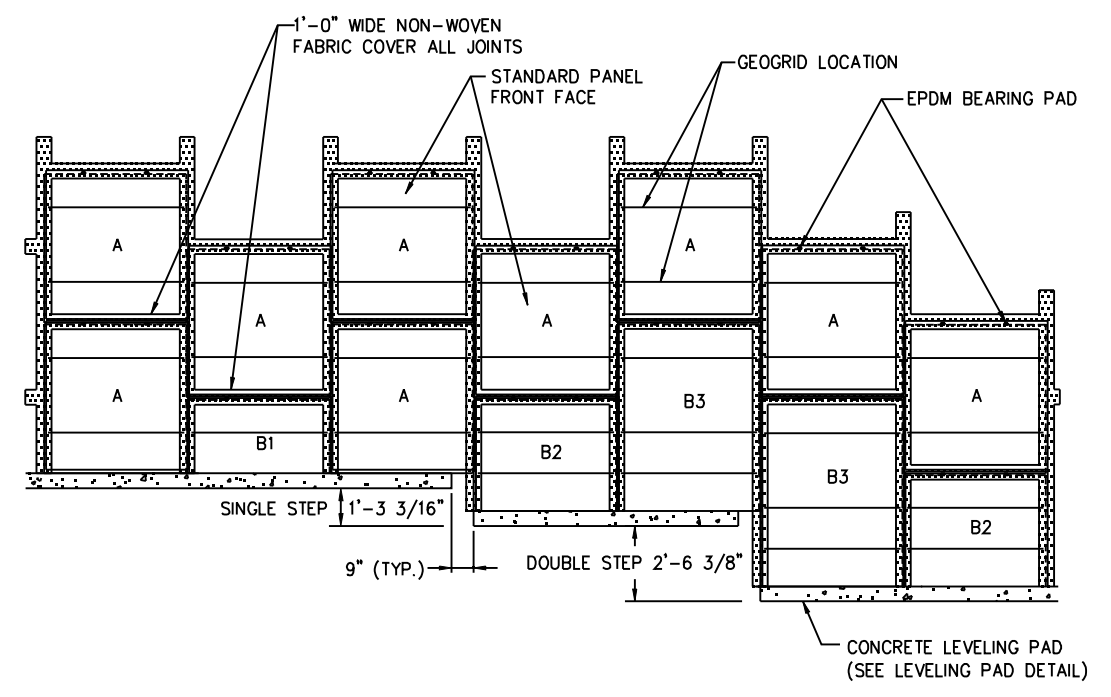 1'-0" WIDE NON-WOVEN
FABRIC COVER ALL JOINTS
STANDARD PANEL
FRONT FACE
GEOGRID LOCATION
EPDM BEARING PAD
A
A
A
A
A
A
A
A
A
A
B1
B2
B3
B3
B2
SINGLE STEP 1'-3 3/16"
9" (TYP.)
DOUBLE STEP 2'-6 3/8"
CONCRETE LEVELING PAD
(SEE LEVELING PAD DETAIL)